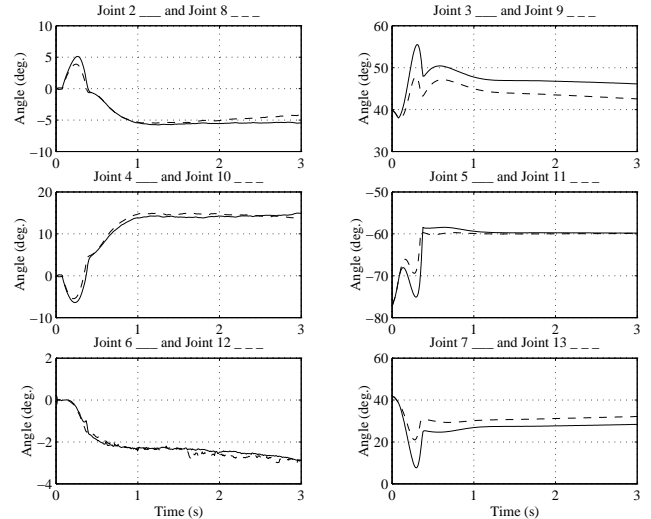 Joint 2 ___ and Joint 8 _ _ _
Angle (deg.)
10
5
0
−5
−10
0 1 2 3
Joint 3 ___ and Joint 9 _ _ _
Angle (deg.)
60
50
40
30
0 1 2 3
Joint 4 ___ and Joint 10 _ _ _
Angle (deg.)
20
10
0
−10
0 1 2 3
Joint 5 ___ and Joint 11 _ _ _
Angle (deg.)
−50
−60
−70
−80
0 1 2 3
Joint 6 ___ and Joint 12 _ _ _
Angle (deg.)
2
0
−2
−4
0 1 2 3
Time (s)
Joint 7 ___ and Joint 13 _ _ _
Angle (deg.)
60
40
20
0
0 1 2 3
Time (s)